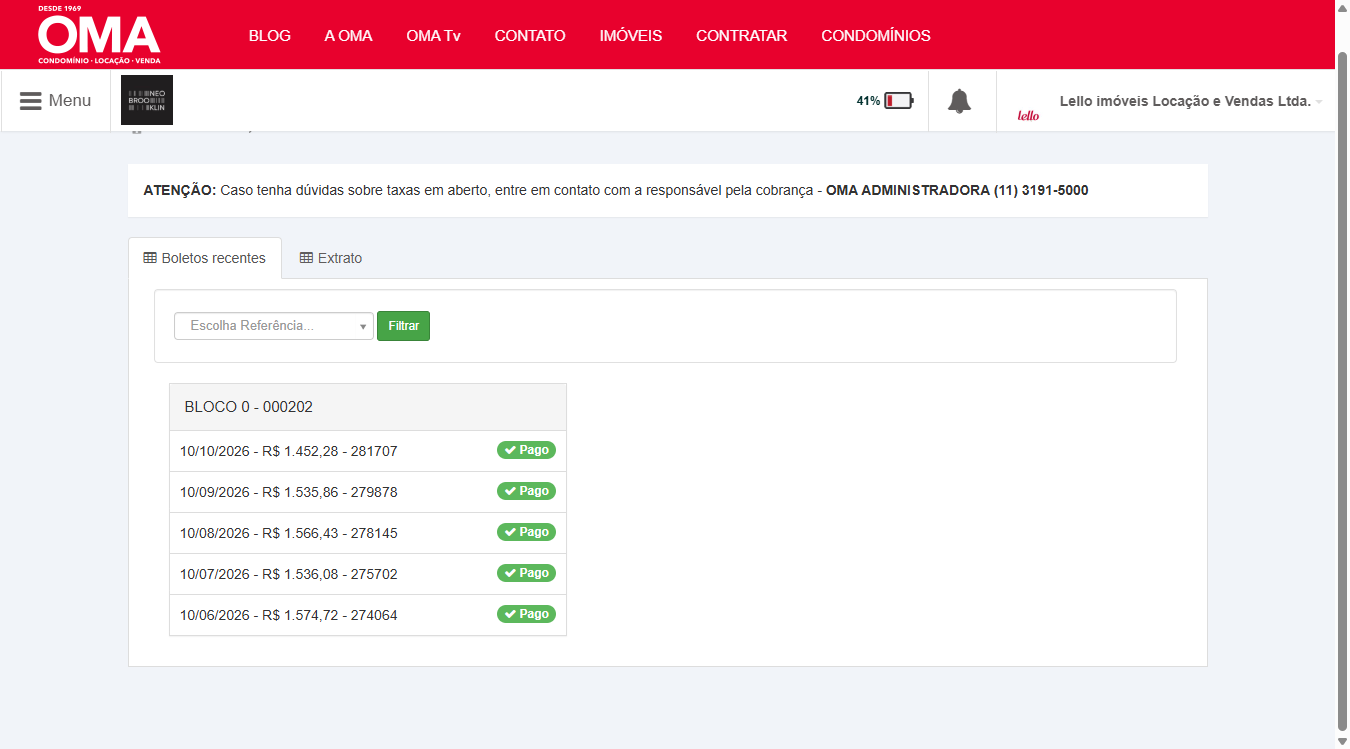 DESDE 1969
OMA
CONDOMÍNIO · LOCAÇÃO · VENDA
BLOG
A OMA
OMA Tv
CONTATO
IMÓVEIS
CONTRATAR
CONDOMÍNIOS
Menu
NEO
BROO
KLIN
41%
lello
Lello imóveis Locação e Vendas Ltda.
ATENÇÃO: Caso tenha dúvidas sobre taxas em aberto, entre em contato com a responsável pela cobrança - OMA ADMINISTRADORA (11) 3191-5000
Boletos recentes
Extrato
Escolha Referência...
Filtrar
BLOCO 0 - 000202
10/10/2026 - R$ 1.452,28 - 281707 Pago
10/09/2026 - R$ 1.535,86 - 279878 Pago
10/08/2026 - R$ 1.566,43 - 278145 Pago
10/07/2026 - R$ 1.536,08 - 275702 Pago
10/06/2026 - R$ 1.574,72 - 274064 Pago